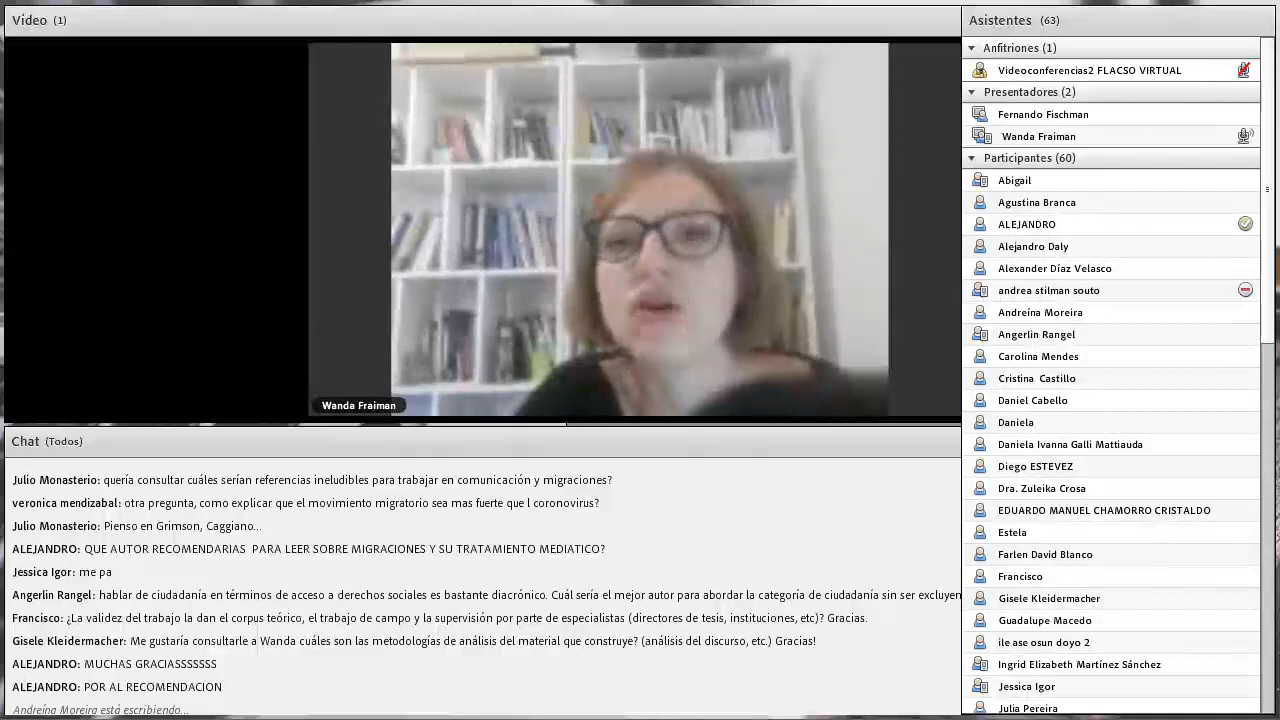 Vídeo (1)
Wanda Fraiman
Chat (Todos)
Julio Monasterio: quería consultar cuáles serían referencias ineludibles para trabajar en comunicación y migraciones?
veronica mendizabal: otra pregunta, como explicar que el movimiento migratorio sea mas fuerte que l coronovirus?
Julio Monasterio: Pienso en Grimson, Caggiano...
ALEJANDRO: QUE AUTOR RECOMENDARIAS PARA LEER SOBRE MIGRACIONES Y SU TRATAMIENTO MEDIATICO?
Jessica Igor: me pa
Angerlin Rangel: hablar de ciudadanía en términos de acceso a derechos sociales es bastante diacrónico. Cuál sería el mejor autor para abordar la categoría de ciudadanía sin ser excluyen
Francisco: ¿La validez del trabajo la dan el corpus teórico, el trabajo de campo y la supervisión por parte de especialistas (directores de tesis, instituciones, etc)? Gracias.
Gisele Kleidermacher: Me gustaría consultarle a Wanda cuáles son las metodologías de análisis del material que construye? (análisis del discurso, etc.) Gracias!
ALEJANDRO: MUCHAS GRACIASSSSSSS
ALEJANDRO: POR AL RECOMENDACION
Andreína Moreira está escribiendo...
Asistentes (63)
Anfitriones (1)
Videoconferencias2 FLACSO VIRTUAL
Presentadores (2)
Fernando Fischman
Wanda Fraiman
Participantes (60)
Abigail
Agustina Branca
ALEJANDRO
Alejandro Daly
Alexander Díaz Velasco
andrea stilman souto
Andreína Moreira
Angerlin Rangel
Carolina Mendes
Cristina Castillo
Daniel Cabello
Daniela
Daniela Ivanna Galli Mattiauda
Diego ESTEVEZ
Dra. Zuleika Crosa
EDUARDO MANUEL CHAMORRO CRISTALDO
Estela
Farlen David Blanco
Francisco
Gisele Kleidermacher
Guadalupe Macedo
ile ase osun doyo 2
Ingrid Elizabeth Martínez Sánchez
Jessica Igor
Julia Pereira